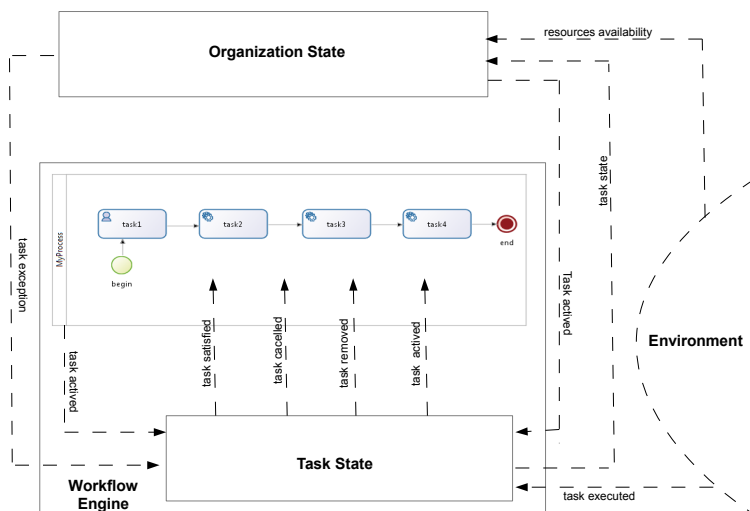 Organization State
resources availability
task state
Task actived
task exception
MyProcess
task1
task2
task3
task4
begin
end
task actived
task satisfied
task cacelled
task removed
task actived
Environment
Task State
Workflow
Engine
task executed